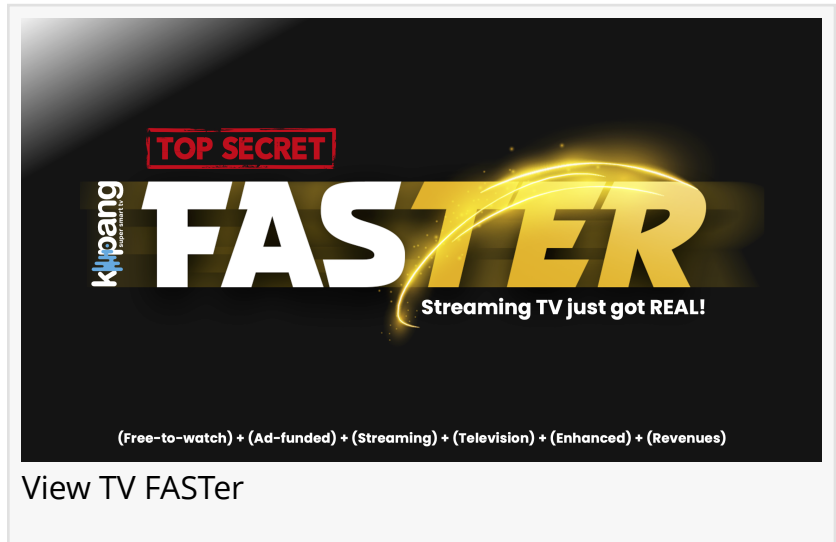 TOP SECRET
kapang
super smart tv
FASTER
Streaming TV just got REAL!
(Free-to-watch) + (Ad-funded) + (Streaming) + (Television) + (Enhanced) + (Revenues)
View TV FASTer